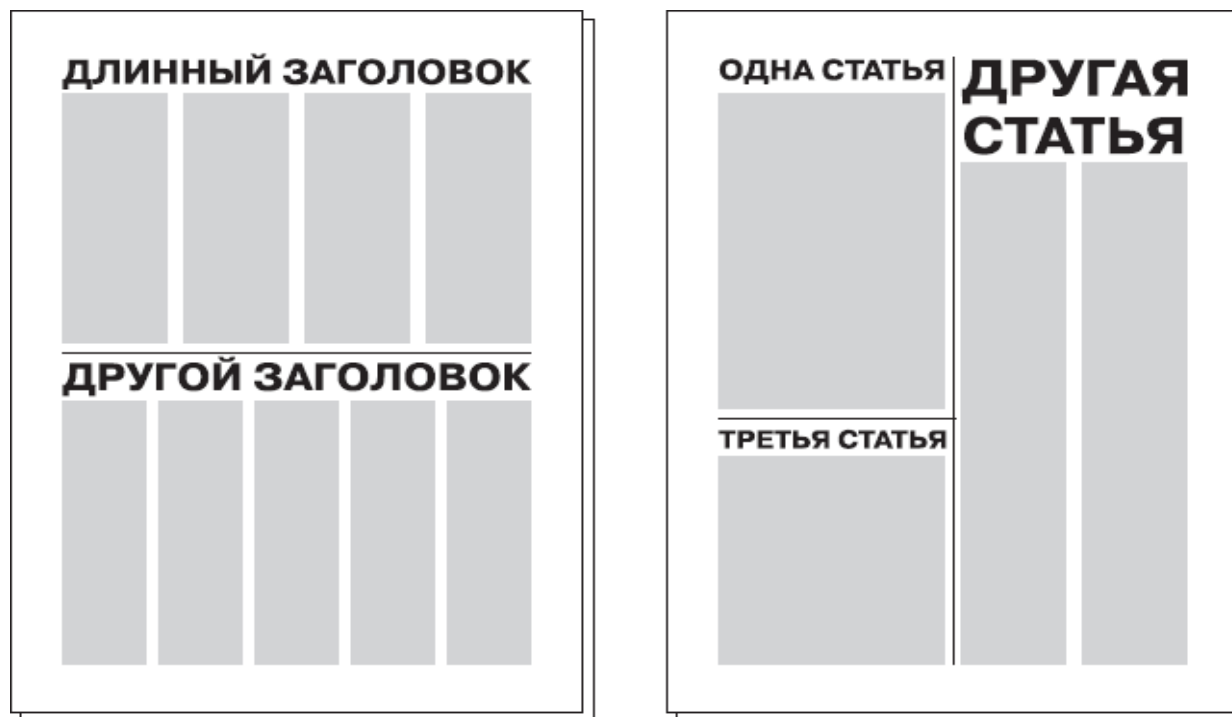 ДЛИННЫЙ ЗАГОЛОВОК
ДРУГОЙ ЗАГОЛОВОК
ОДНА СТАТЬЯ
ТРЕТЬЯ СТАТЬЯ
ДРУГАЯ
СТАТЬЯ